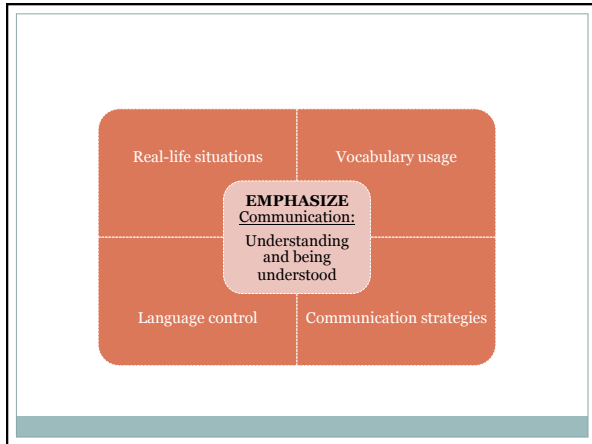 Real-life situations
Vocabulary usage
EMPHASIZE
Communication:
Understanding
and being
understood
Language control
Communication strategies